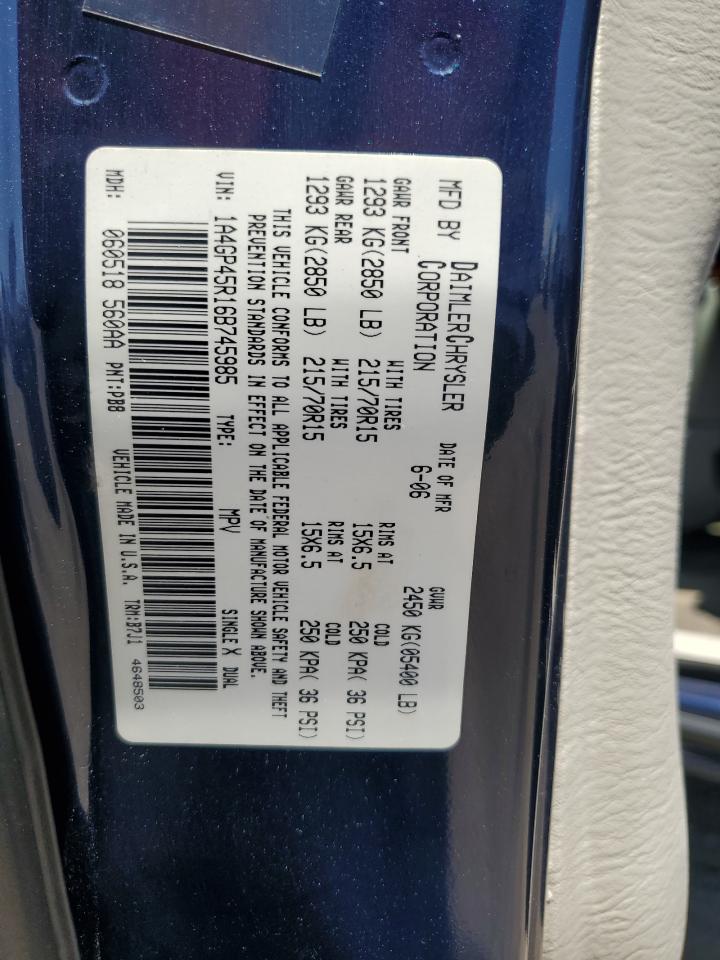 MFD BY DAIMLERCHRYSLER CORPORATION
DATE OF MFR 6-06
GVWR 2450 KG(05400 LB)
GAWR FRONT WITH TIRES RIMS AT COLD
1293 KG(2850 LB) 215/70R15 15X6.5 250 KPA( 36 PSI)
GAWR REAR WITH TIRES RIMS AT COLD
1293 KG(2850 LB) 215/70R15 15X6.5 250 KPA( 36 PSI)
THIS VEHICLE CONFORMS TO ALL APPLICABLE FEDERAL MOTOR VEHICLE SAFETY AND THEFT
PREVENTION STANDARDS IN EFFECT ON THE DATE OF MANUFACTURE SHOWN ABOVE.
VIN: 1A4GP45R16B745985 TYPE: MPV SINGLE X DUAL
MDH: 060518 560AA PNT:PB8 VEHICLE MADE IN U.S.A. TRM:B7J1 4648503